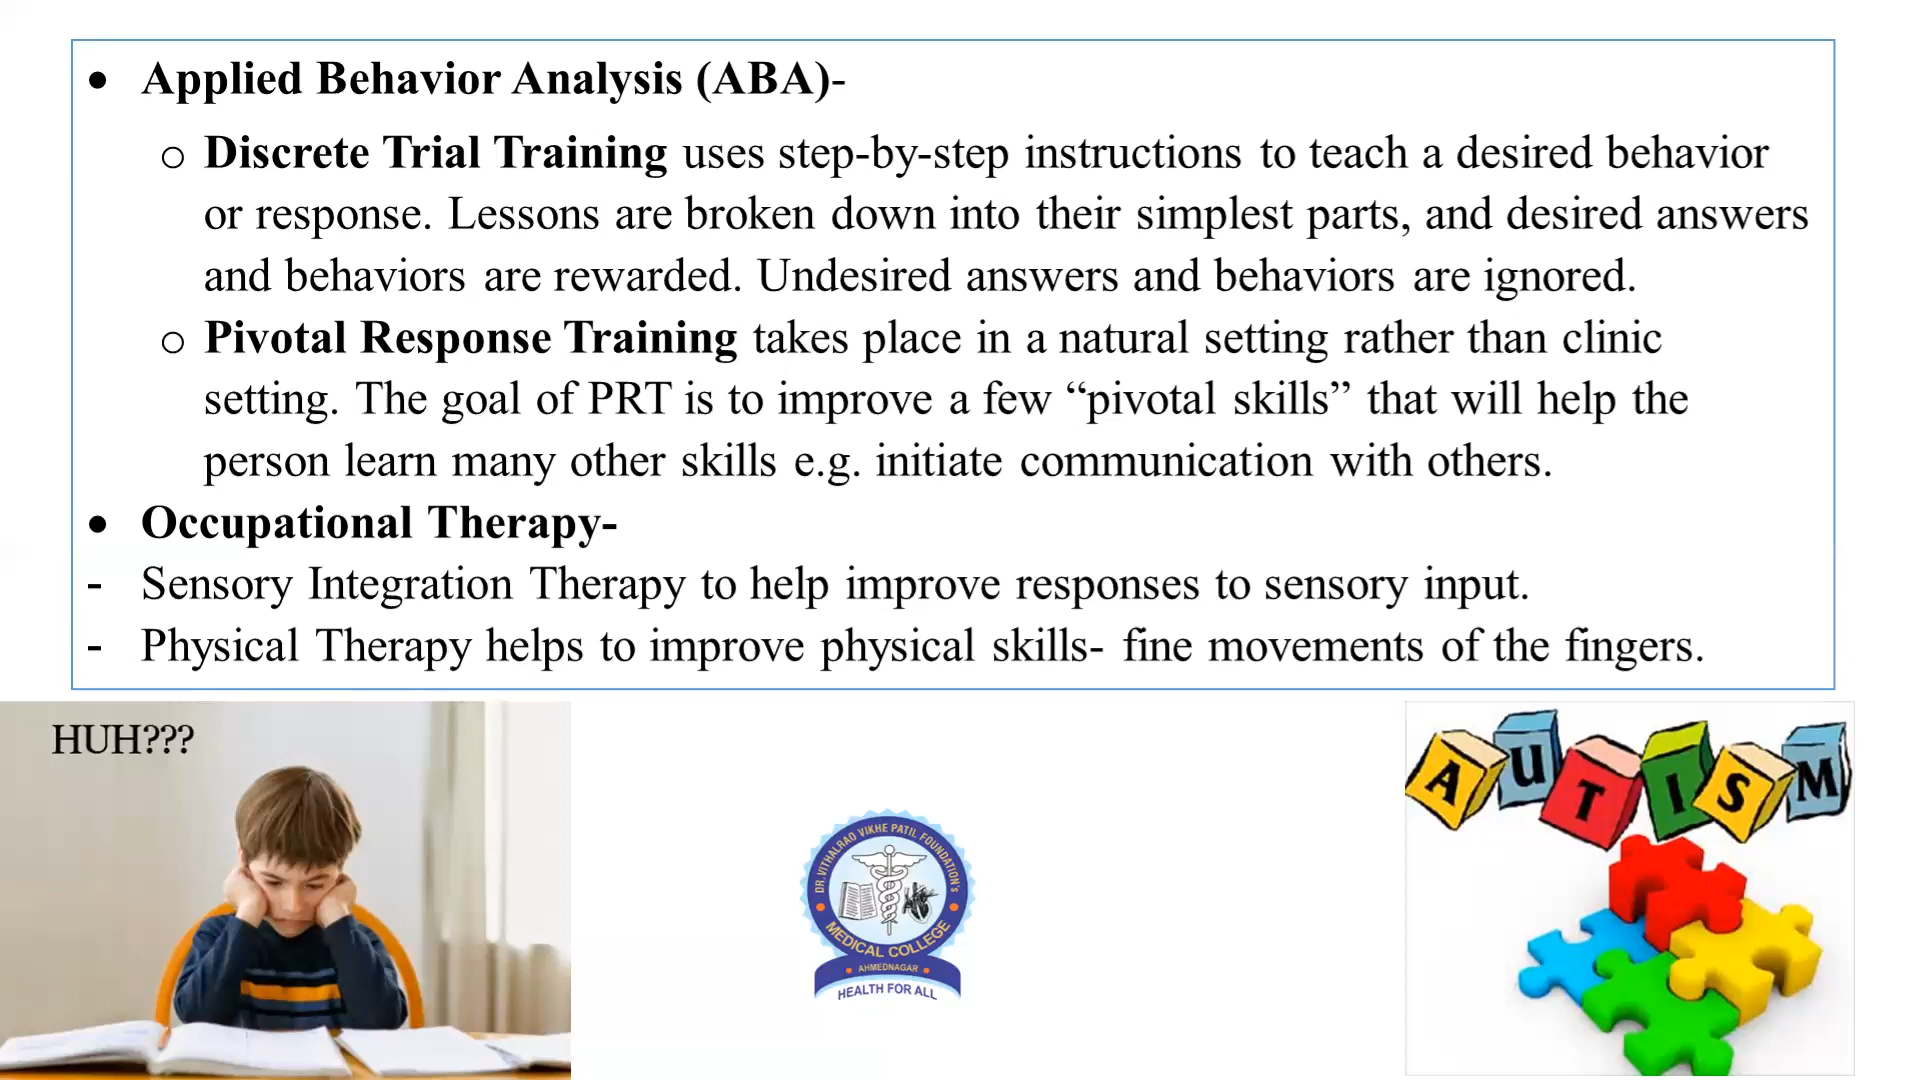 • Applied Behavior Analysis (ABA)-
o Discrete Trial Training uses step-by-step instructions to teach a desired behavior
or response. Lessons are broken down into their simplest parts, and desired answers
and behaviors are rewarded. Undesired answers and behaviors are ignored.
o Pivotal Response Training takes place in a natural setting rather than clinic
setting. The goal of PRT is to improve a few “pivotal skills” that will help the
person learn many other skills e.g. initiate communication with others.
• Occupational Therapy-
- Sensory Integration Therapy to help improve responses to sensory input.
- Physical Therapy helps to improve physical skills- fine movements of the fingers.
HUH???
DR. VITHALRAO VIKHE PATIL FOUNDATION's
MEDICAL COLLEGE
AHMEDNAGAR
HEALTH FOR ALL
AUTISM